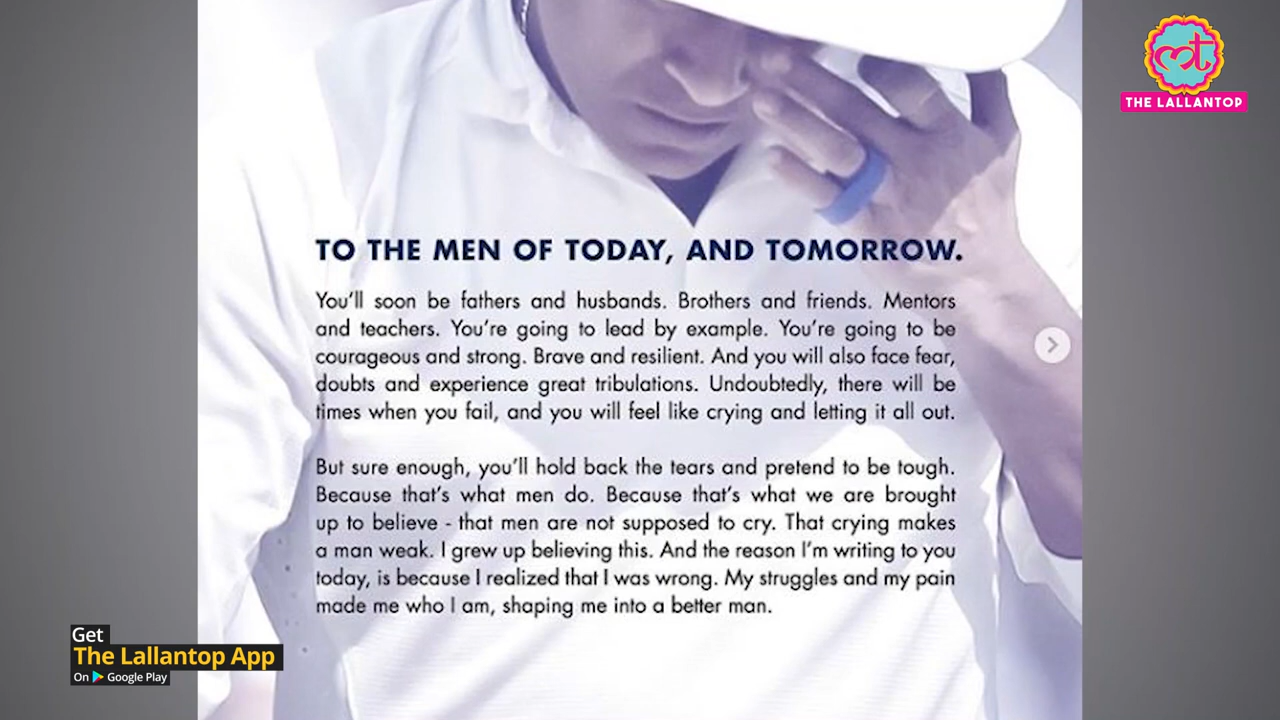 मी
THE LALLANTOP
TO THE MEN OF TODAY, AND TOMORROW.
You'll soon be fathers and husbands. Brothers and friends. Mentors
and teachers. You're going to lead by example. You're going to be
courageous and strong. Brave and resilient. And you will also face fear,
doubts and experience great tribulations. Undoubtedly, there will be
times when you fail, and you will feel like crying and letting it all out.
But sure enough, you'll hold back the tears and pretend to be tough.
Because that's what men do. Because that's what we are brought
up to believe - that men are not supposed to cry. That crying makes
a man weak. I grew up believing this. And the reason I'm writing to you
today, is because I realized that I was wrong. My struggles and my pain
made me who I am, shaping me into a better man.
Get
The Lallantop App
On Google Play